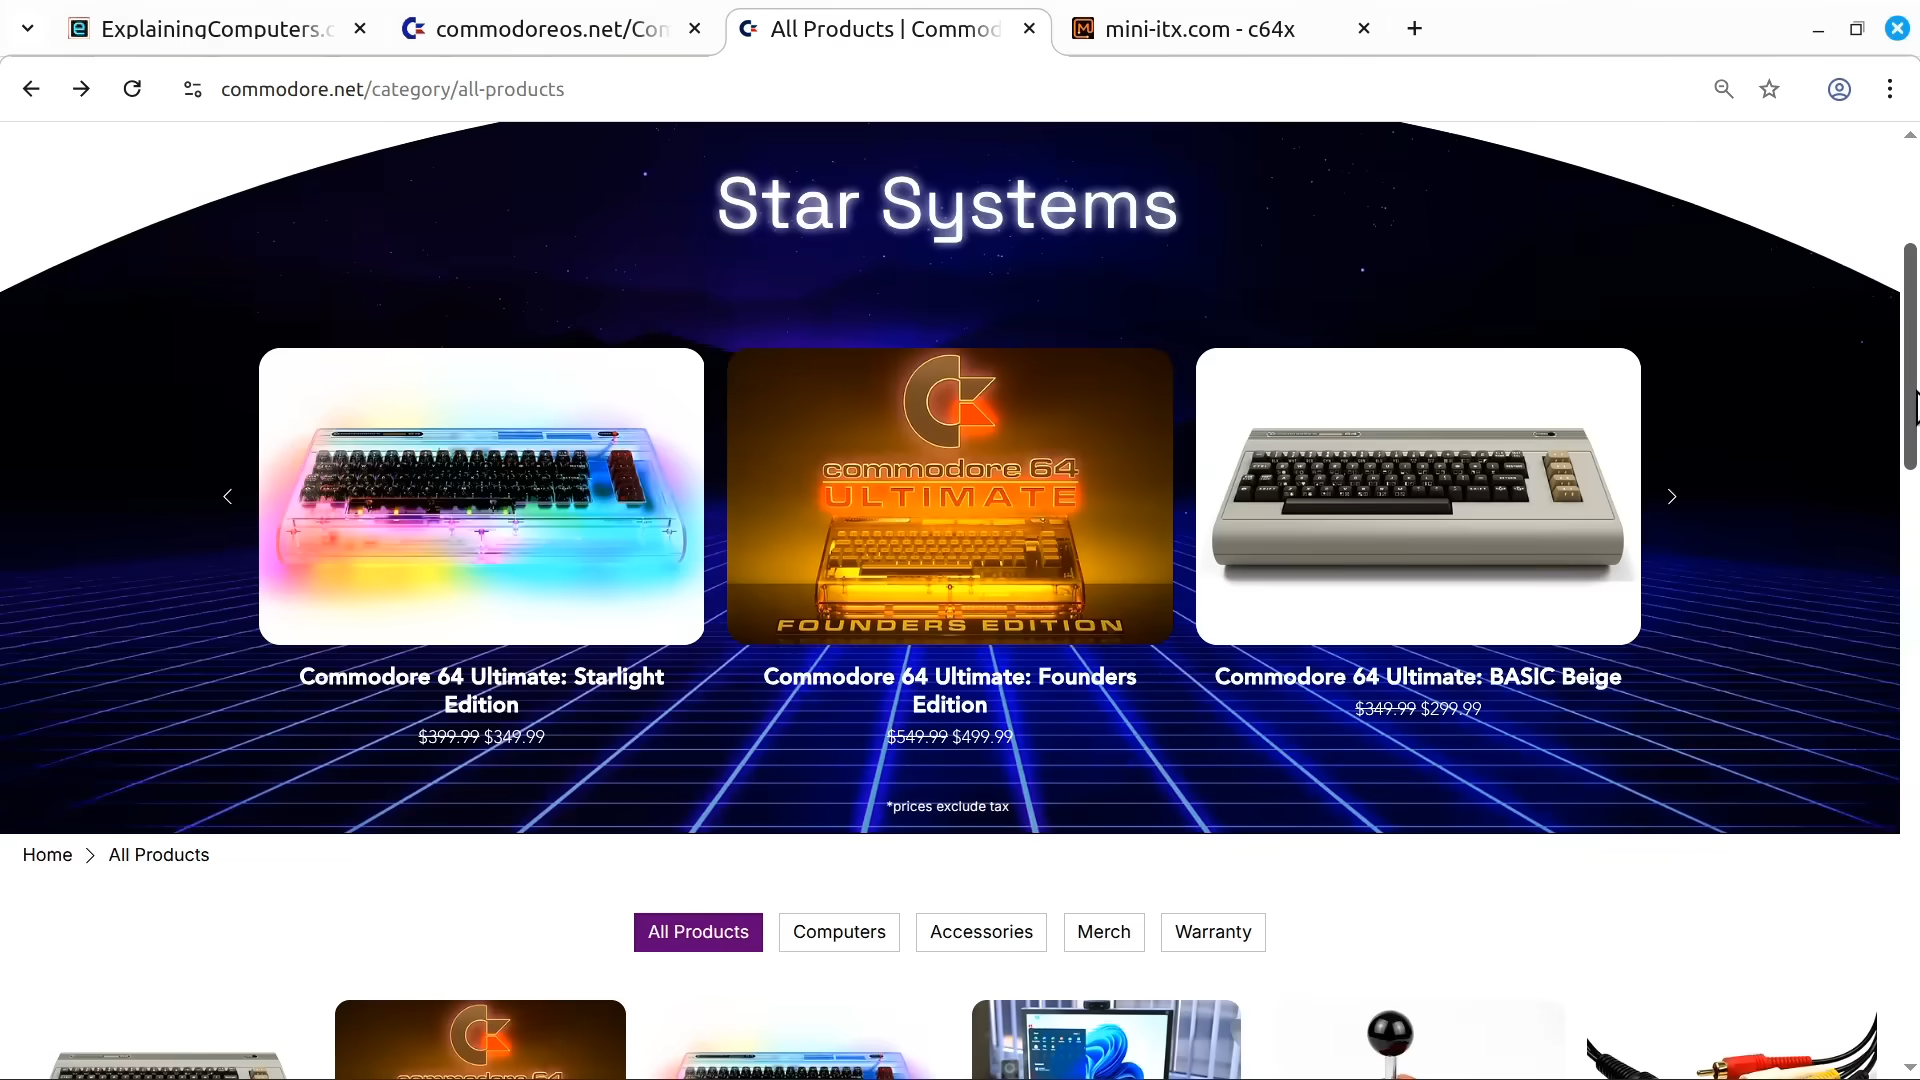 ExplainingComputers.c
commodoreos.net/Com
All Products | Commod
mini-itx.com - c64x
commodore.net/category/all-products
Star Systems
commodore 64
ULTIMATE
FOUNDERS EDITION
Commodore 64 Ultimate: Starlight
Edition
$399.99 $349.99
Commodore 64 Ultimate: Founders
Edition
$549.99 $499.99
Commodore 64 Ultimate: BASIC Beige
$349.99 $299.99
*prices exclude tax
Home > All Products
All Products
Computers
Accessories
Merch
Warranty
commodore 64